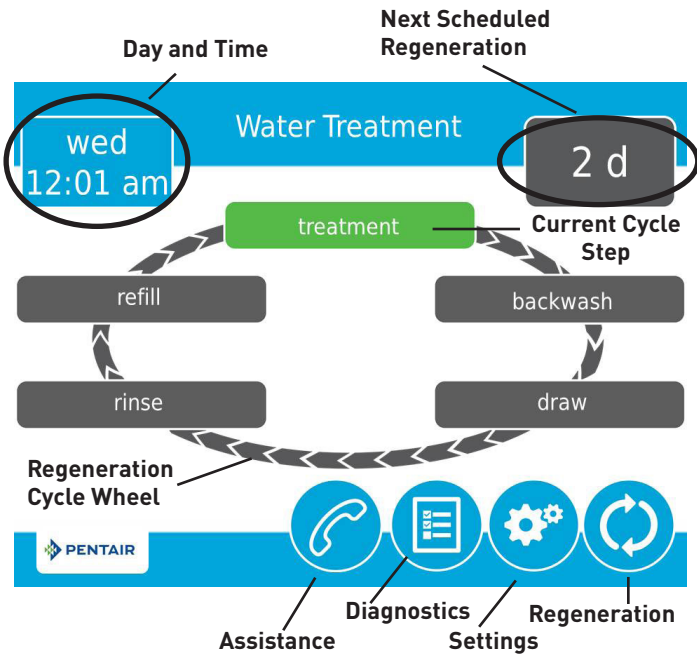 Next Scheduled
Regeneration
Day and Time
Water Treatment
wed
12:01 am
2 d
treatment
Current Cycle
Step
refill
backwash
rinse
draw
Regeneration
Cycle Wheel
PENTAIR
Diagnostics
Regeneration
Assistance
Settings